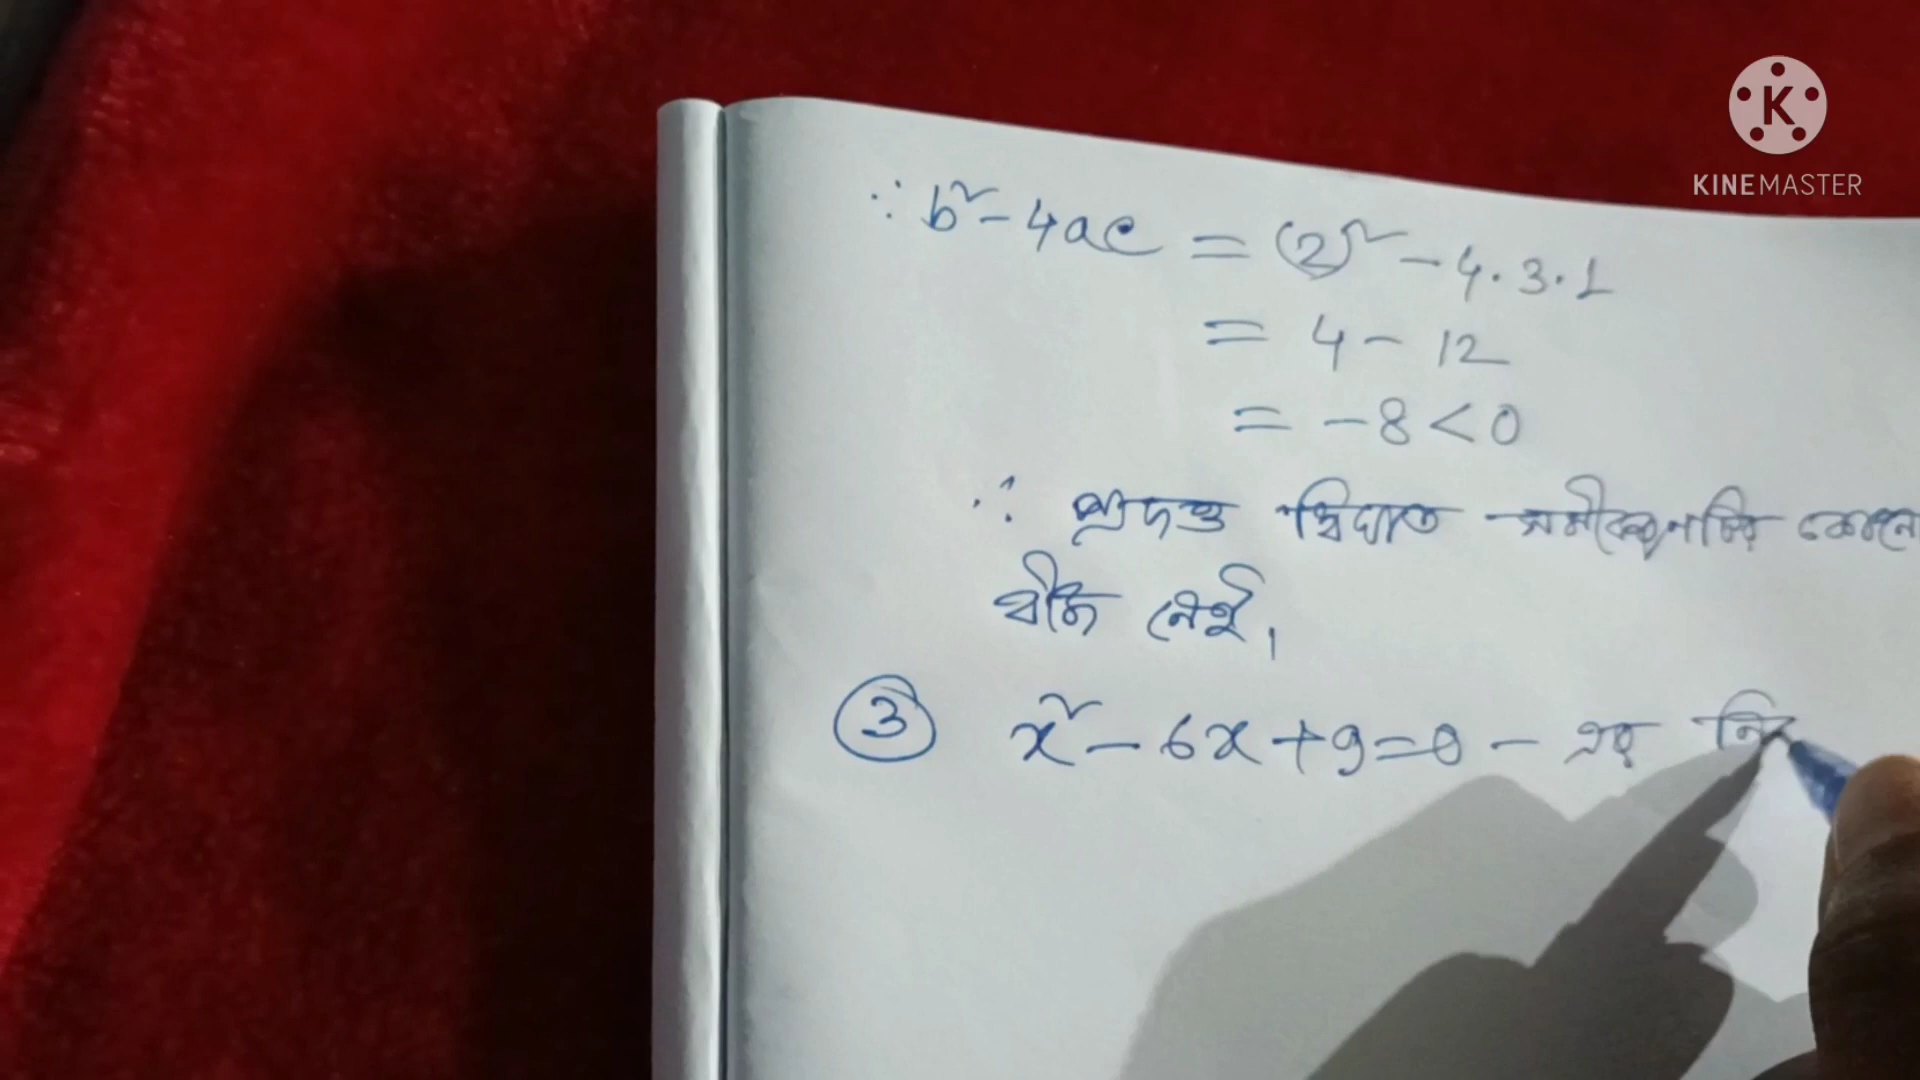 ∵ b² - 4ac = (2)² - 4.3.1
= 4 - 12
= -8 < 0
∴ প্রদত্ত দ্বিঘাত সমীকরণটির কোনো
বীজ নেই।
③ x² - 6x + 9 = 0 - এর নি
K
KINEMASTER